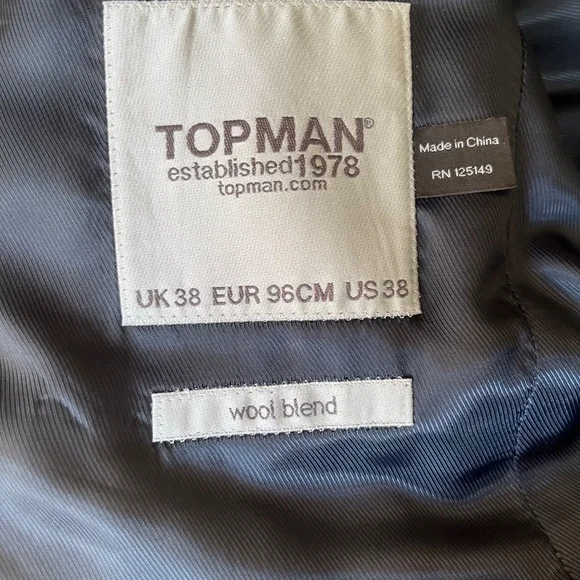 TOPMAN®
established1978
topman.com
UK 38 EUR 96CM US 38
Made in China
RN 125149
wool blend